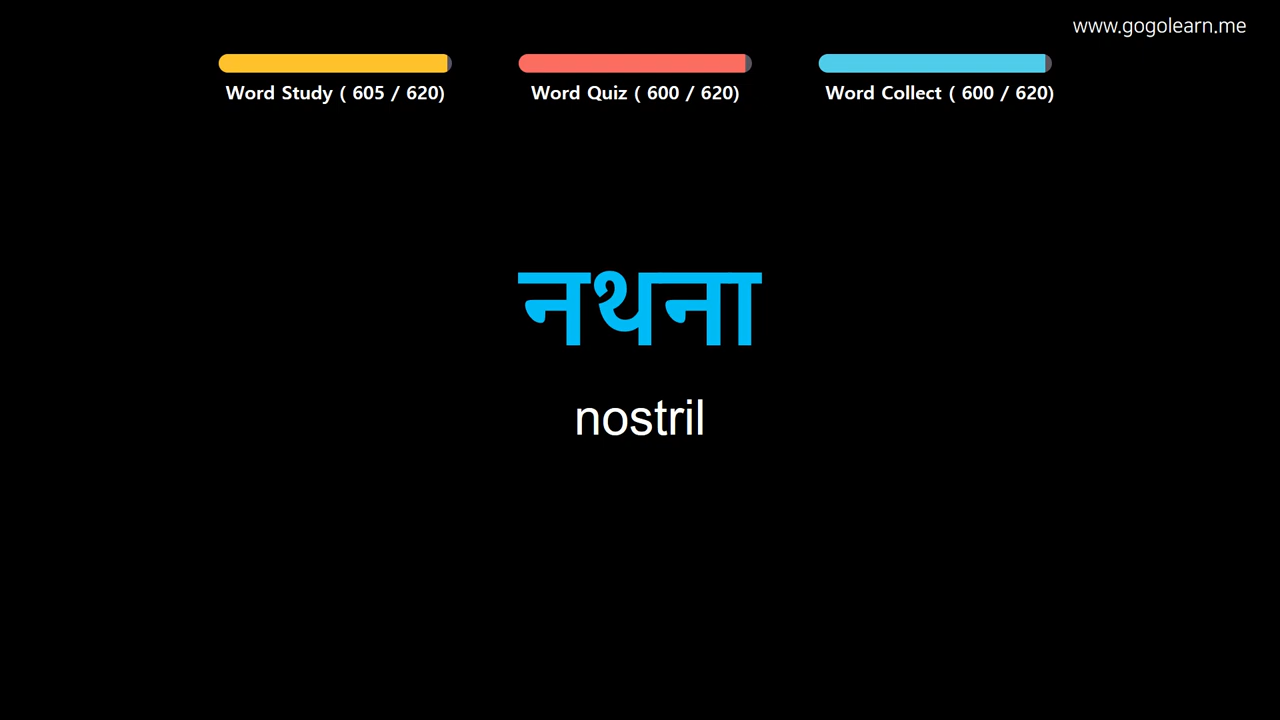 www.gogolearn.me
Word Study ( 605 / 620)
Word Quiz ( 600 / 620)
Word Collect ( 600 / 620)
नथना
nostril